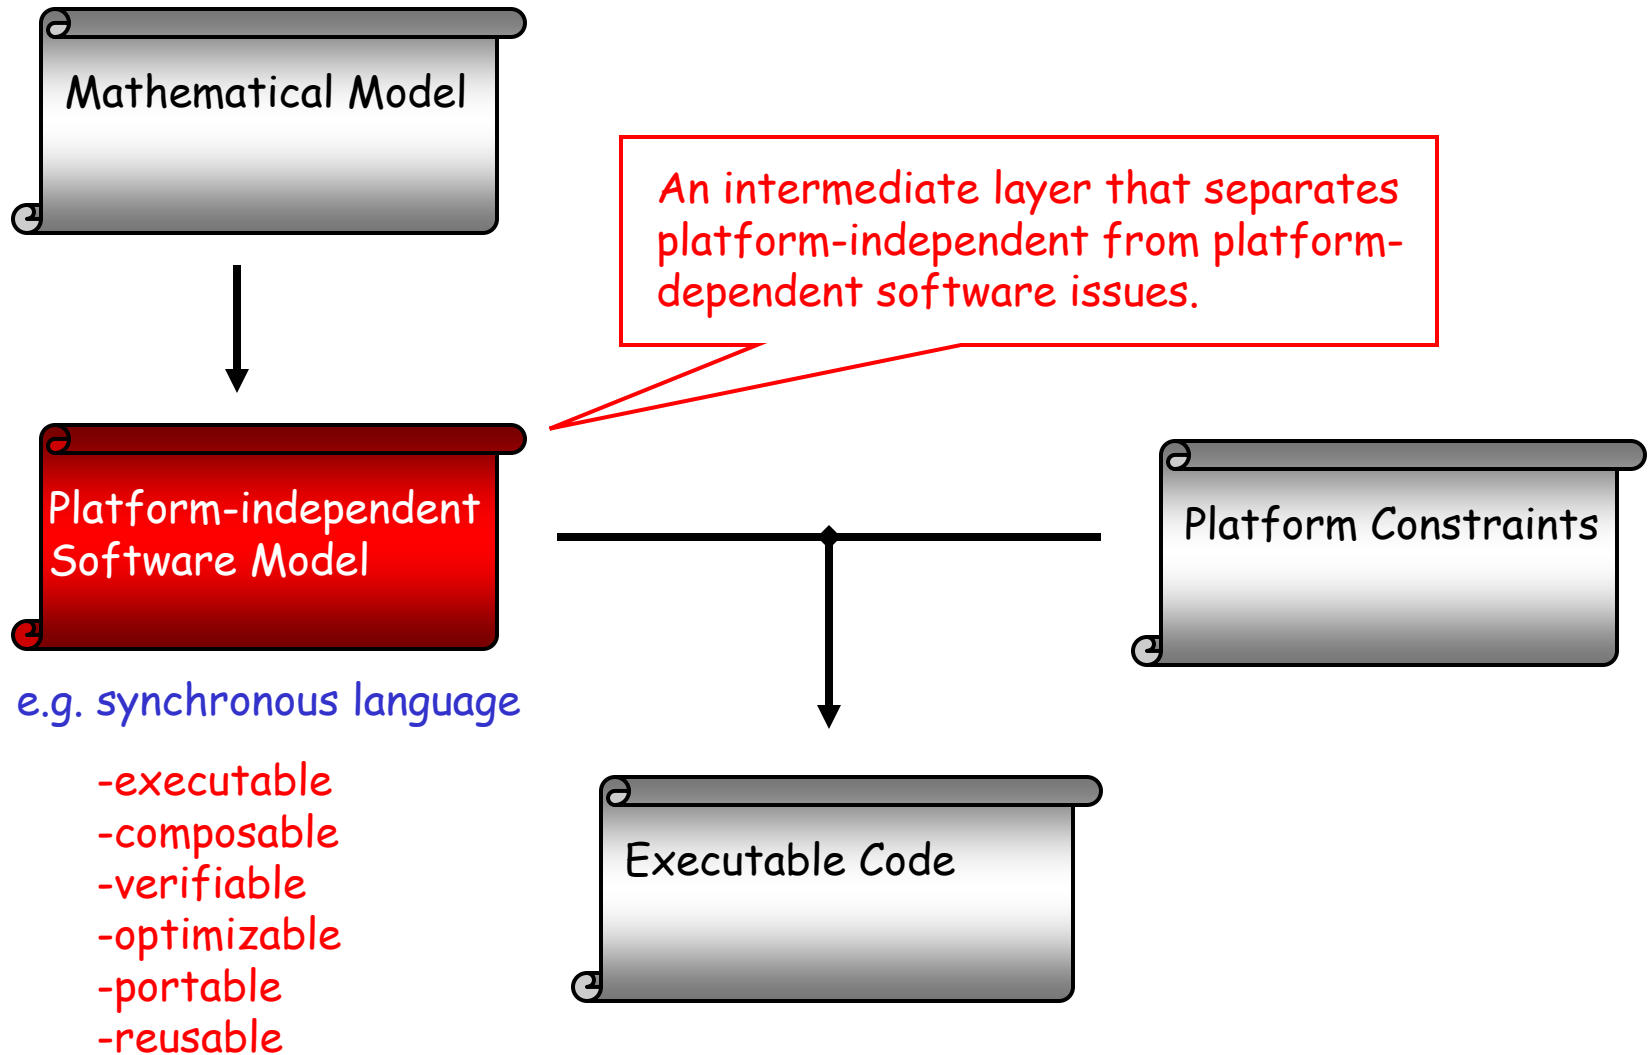 Mathematical Model
An intermediate layer that separates
platform-independent from platform-
dependent software issues.
Platform-independent
Software Model
Platform Constraints
e.g. synchronous language
-executable
-composable
-verifiable
-optimizable
-portable
-reusable
Executable Code